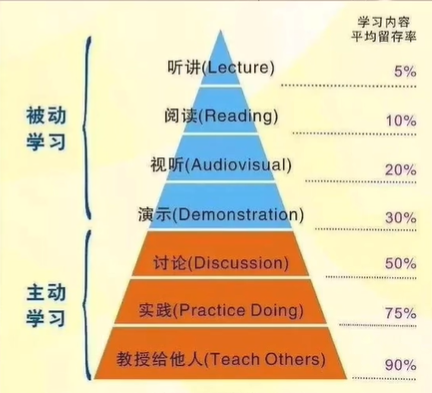 学习内容
平均留存率
听讲(Lecture)
5%
阅读(Reading)
10%
被动
学习
视听(Audiovisual)
20%
演示(Demonstration)
30%
讨论(Discussion)
50%
主动
学习
实践(Practice Doing)
75%
教授给他人(Teach Others)
90%